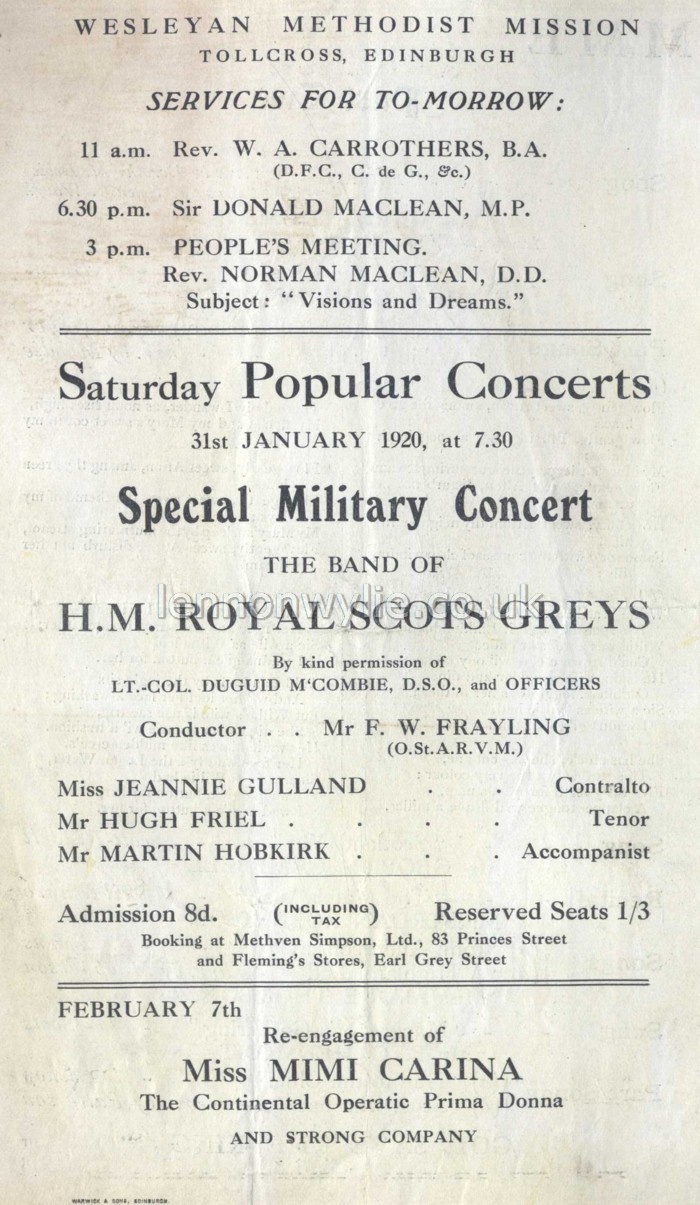 WESLEYAN METHODIST MISSION
TOLLCROSS, EDINBURGH
SERVICES FOR TO-MORROW:
11 a.m. Rev. W. A. CARROTHERS, B.A.
(D.F.C., C. de G., &c.)
6.30 p.m. Sir DONALD MACLEAN, M.P.
3 p.m. PEOPLE'S MEETING.
Rev. NORMAN MACLEAN, D.D.
Subject: "Visions and Dreams."
Saturday Popular Concerts
31st JANUARY 1920, at 7.30
Special Military Concert
THE BAND OF
lennonwylie.co.uk
H.M. ROYAL SCOTS GREYS
By kind permission of
LT.-COL. DUGUID M'COMBIE, D.S.O., and OFFICERS
Conductor . . Mr F. W. FRAYLING
(O.St.A.R.V.M.)
Miss JEANNIE GULLAND . . Contralto
Mr HUGH FRIEL . . . . Tenor
Mr MARTIN HOBKIRK . . . Accompanist
Admission 8d. (INCLUDING TAX) Reserved Seats 1/3
Booking at Methven Simpson, Ltd., 83 Princes Street
and Fleming's Stores, Earl Grey Street
FEBRUARY 7th
Re-engagement of
Miss MIMI CARINA
The Continental Operatic Prima Donna
AND STRONG COMPANY
WARWICK & SONS, EDINBURGH.